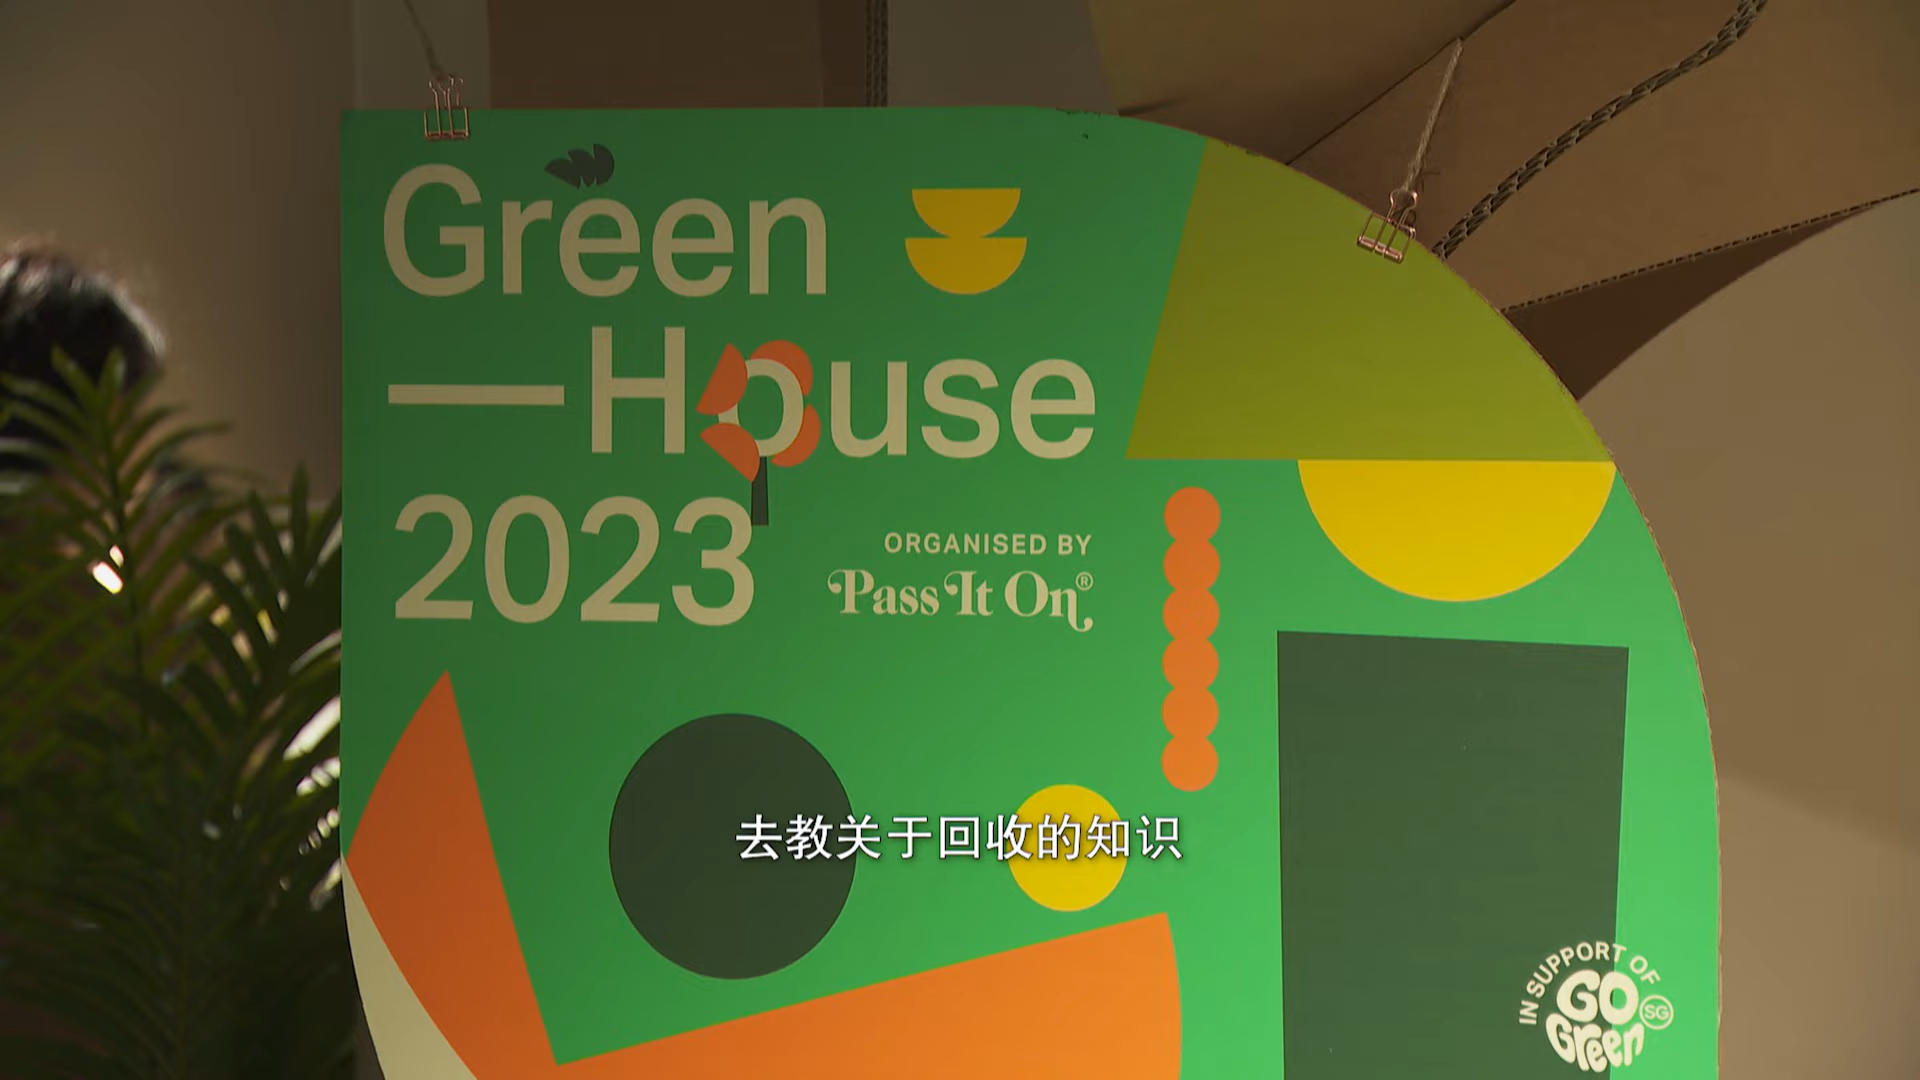 Green
—House
2023
ORGANISED BY
Pass It On®
去教关于回收的知识
IN SUPPORT OF
GO
SG
Green